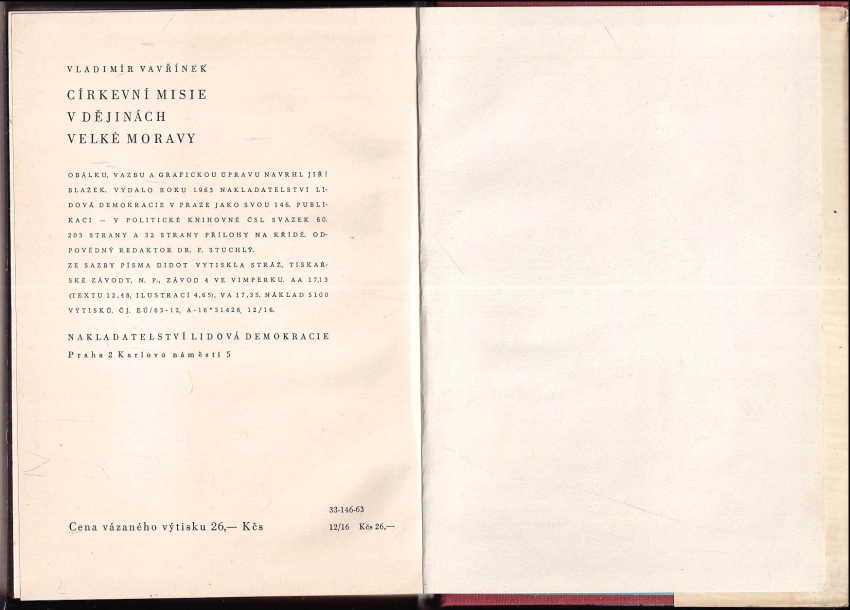 VLADIMÍR VAVŘÍNEK
CÍRKEVNÍ MISIE
V DĚJINÁCH
VELKÉ MORAVY
OBÁLKU, VAZBU A GRAFICKOU ÚPRAVU NAVRHL JIŘÍ
BLAŽEK. VYDALO ROKU 1963 NAKLADATELSTVÍ LI-
DOVÁ DEMOKRACIE V PRAZE JAKO SVOU 146. PUBLI-
KACI — V POLITICKÉ KNIHOVNĚ ČSL SVAZEK 60.
203 STRANY A 32 STRANY PŘÍLOHY NA KŘÍDĚ. OD-
POVĚDNÝ REDAKTOR DR. F. STUCHLÝ.
ZE SAZBY PÍSMA DIDOT VYTISKLA STRÁŽ, TISKAŘ-
SKÉ ZÁVODY, N. P., ZÁVOD 4 VE VIMPERKU. AA 17,13
(TEXTU 12,48, ILUSTRACÍ 4,65), VA 17,35. NÁKLAD 5100
VÝTISKŮ. ČJ. EÚ/63-12, A-16*31428, 12/16.
NAKLADATELSTVÍ LIDOVÁ DEMOKRACIE
Praha 2 Karlovo náměstí 5
33-146-63
Cena vázaného výtisku 26,— Kčs 12/16 Kčs 26,—